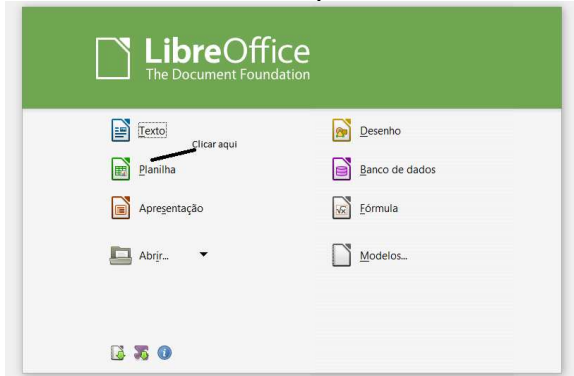 LibreOffice
The Document Foundation
Texto
Desenho
Clicar aqui
Planilha
Banco de dados
Apresentação
Fórmula
Abrir...
Modelos...